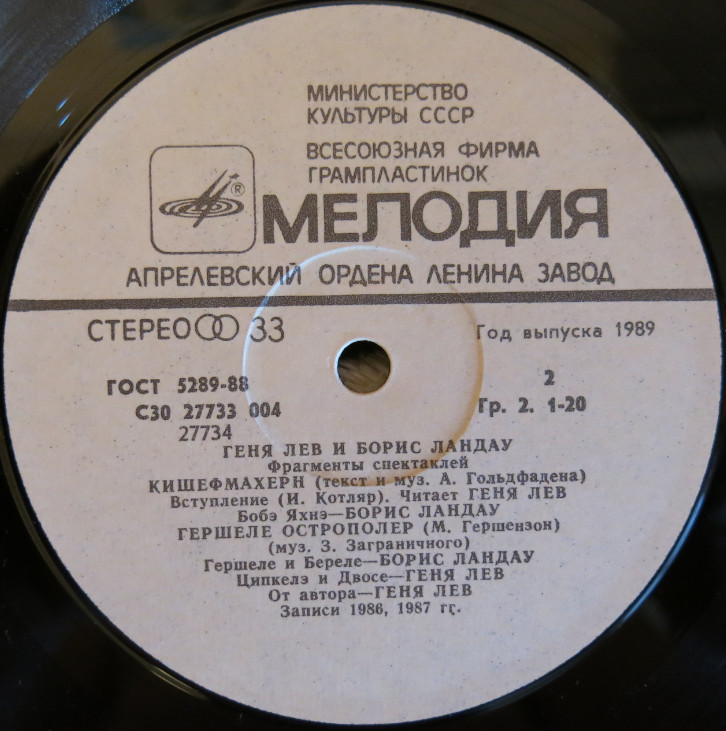 МИНИСТЕРСТВО
КУЛЬТУРЫ СССР
ВСЕСОЮЗНАЯ ФИРМА
ГРАМПЛАСТИНОК
®
МЕЛОДИЯ
АПРЕЛЕВСКИЙ ОРДЕНА ЛЕНИНА ЗАВОД
СТЕРЕО 33
Год выпуска 1989
ГОСТ 5289-88
2
С30 27733 004
Гр. 2. 1-20
27734
ГЕНЯ ЛЕВ И БОРИС ЛАНДАУ
Фрагменты спектаклей
КИШЕФМАХЕРН (текст и муз. А. Гольдфадена)
Вступление (И. Котляр). Читает ГЕНЯ ЛЕВ
Бобэ Яхнэ—БОРИС ЛАНДАУ
ГЕРШЕЛЕ ОСТРОПОЛЕР (М. Гершензон)
(муз. З. Заграничного)
Гершеле и Береле—БОРИС ЛАНДАУ
Ципкелэ и Двосе—ГЕНЯ ЛЕВ
От автора—ГЕНЯ ЛЕВ
Записи 1986, 1987 гг.